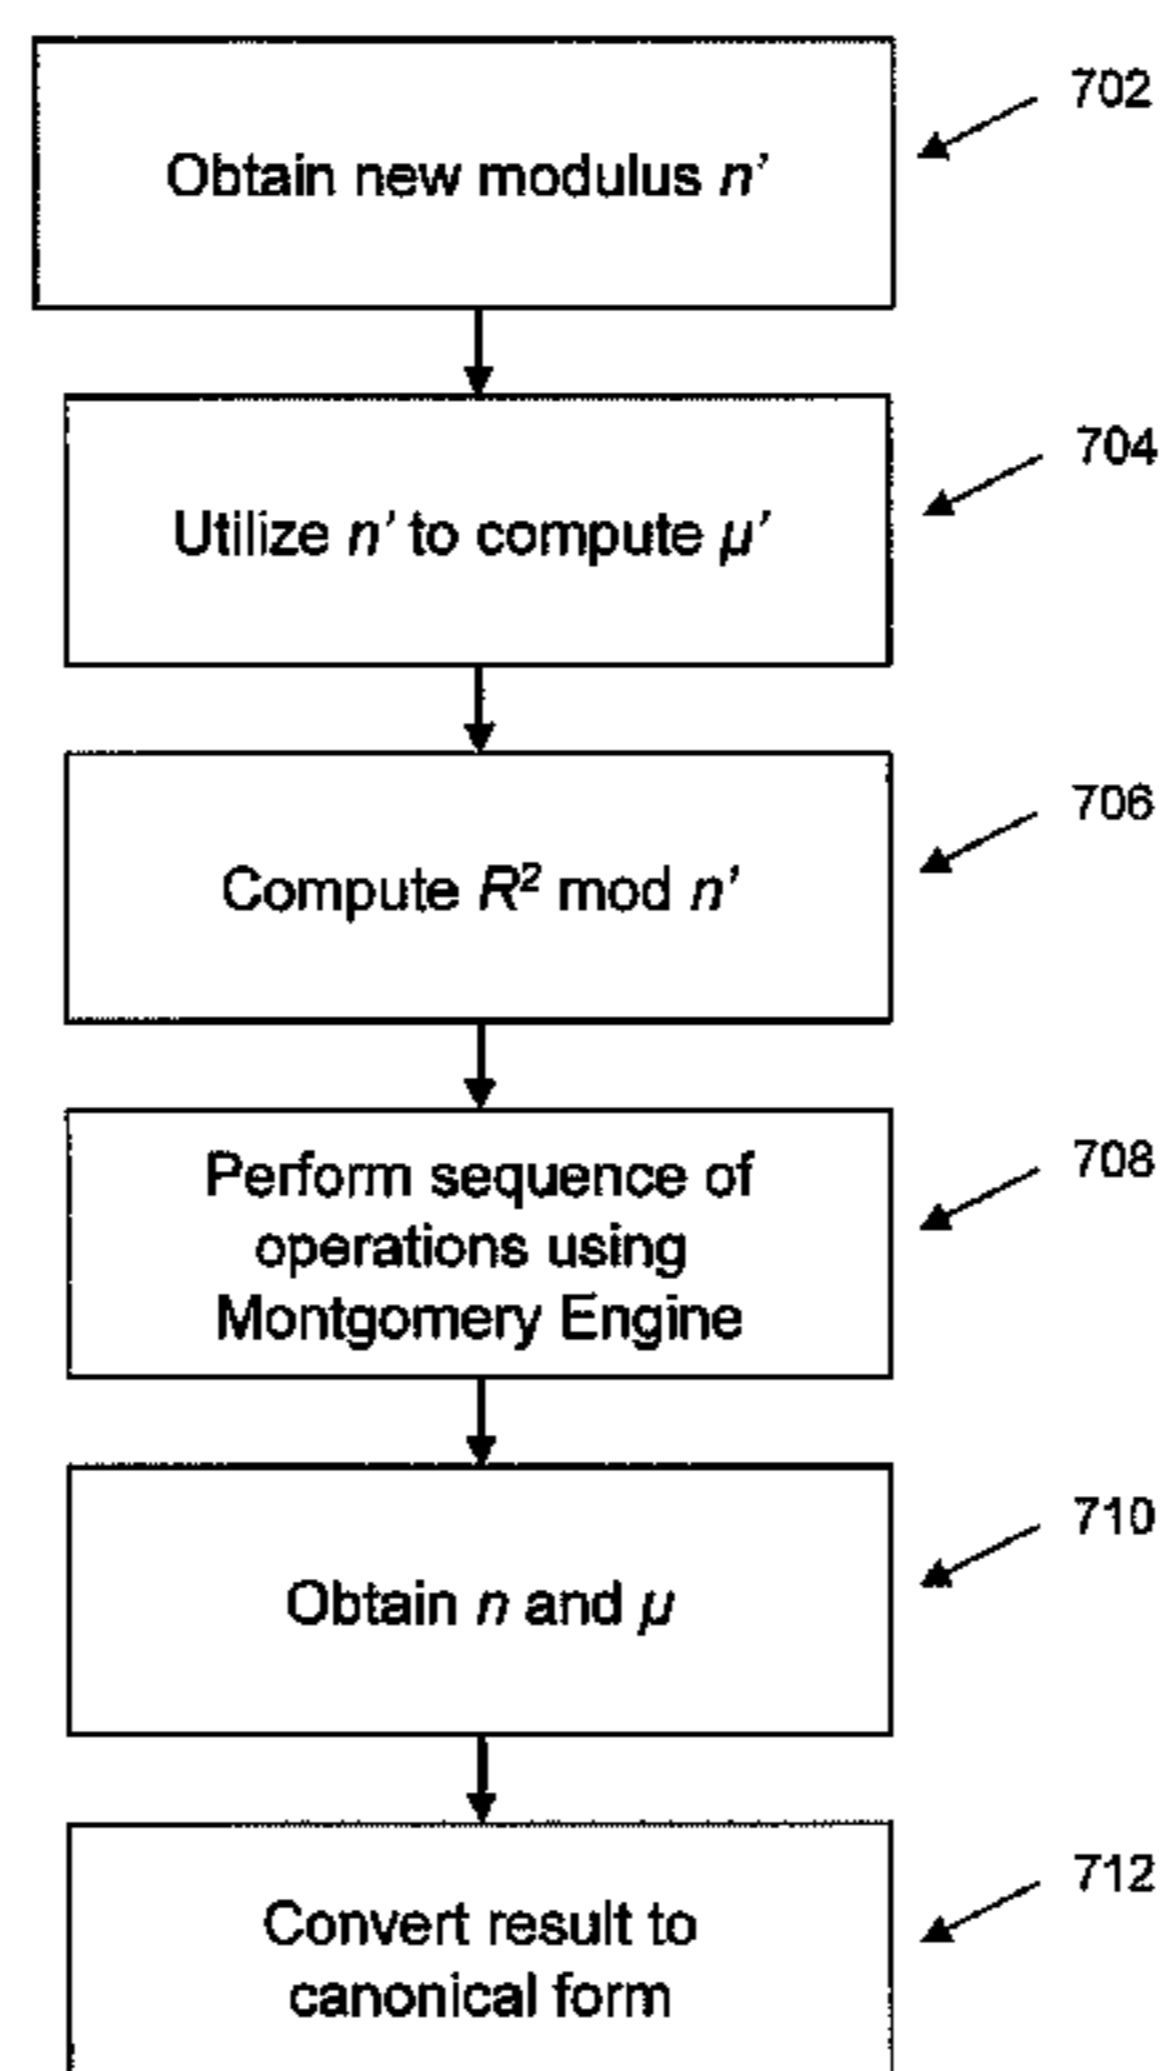 702
Obtain new modulus n’
704
Utilize n’ to compute μ’
706
Compute R² mod n’
708
Perform sequence of
operations using
Montgomery Engine
710
Obtain n and μ
712
Convert result to
canonical form